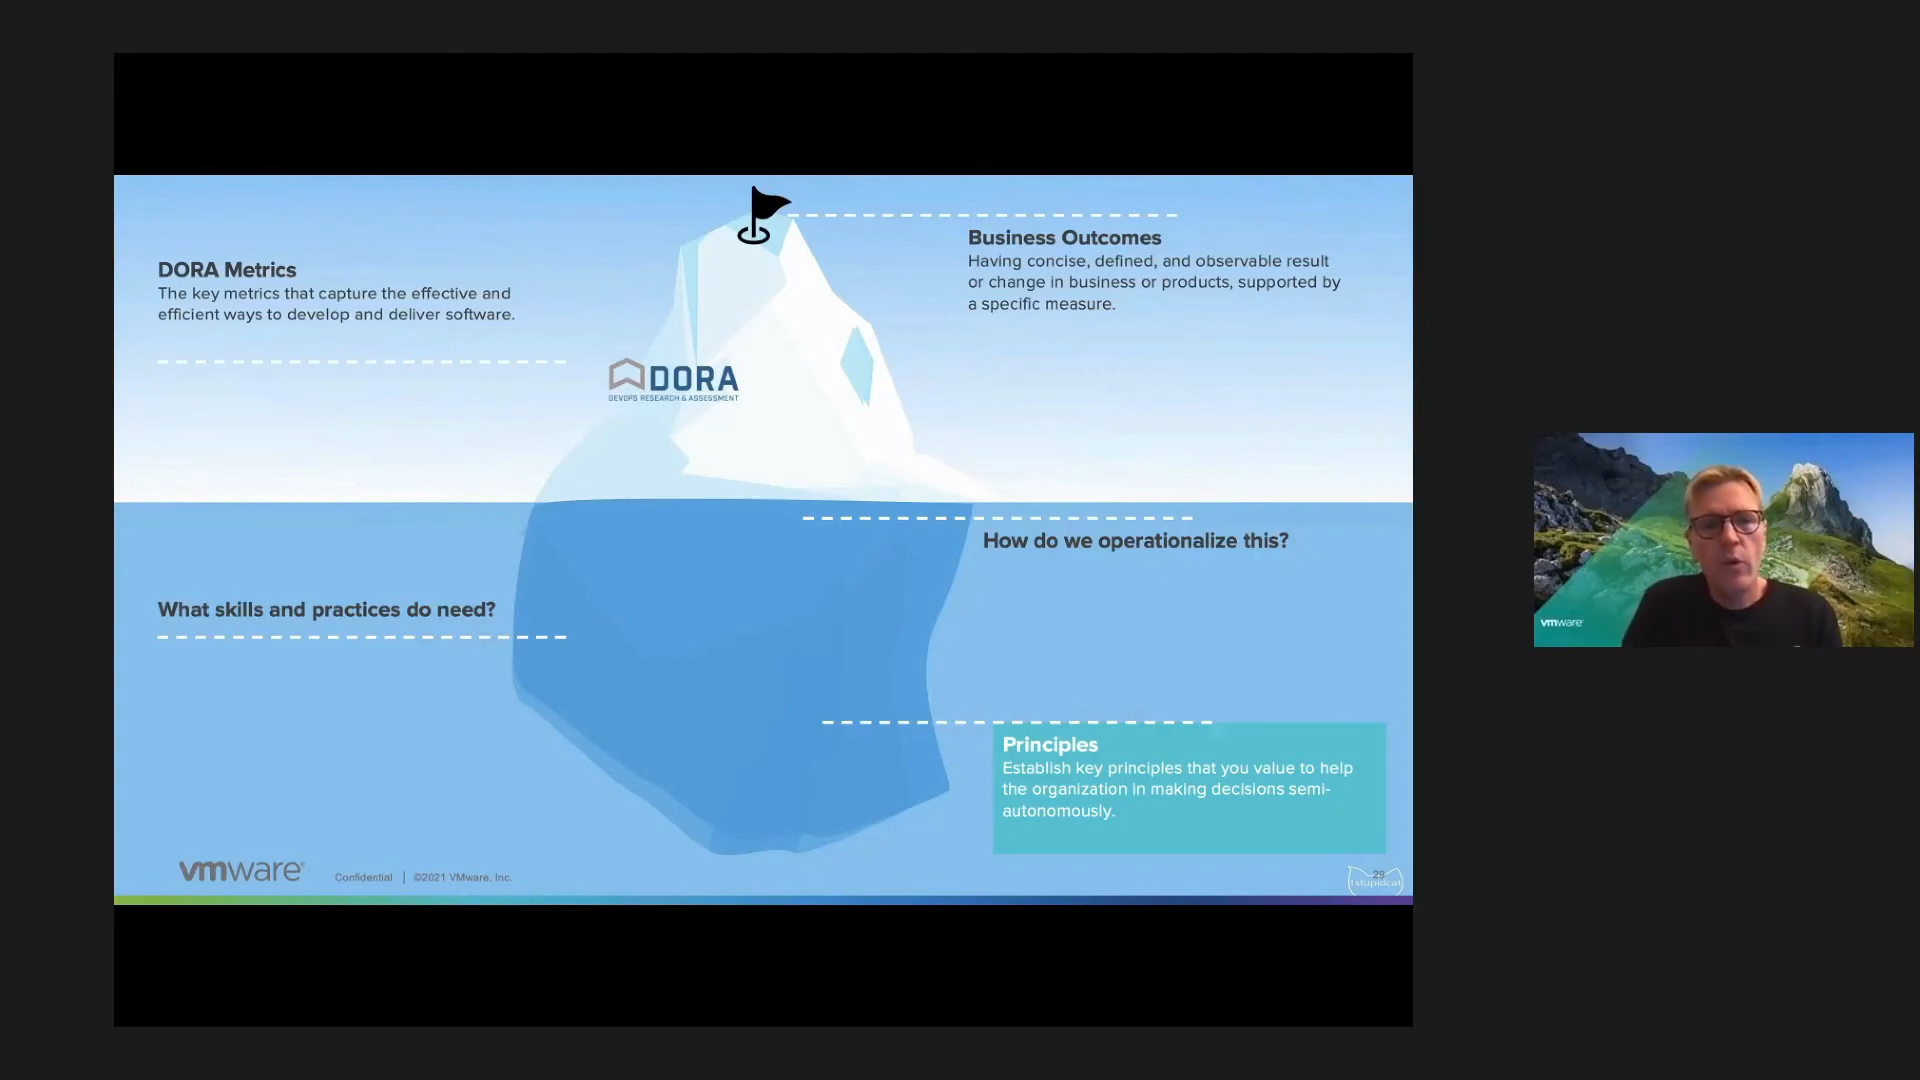 DORA Metrics
The key metrics that capture the effective and
efficient ways to develop and deliver software.
Business Outcomes
Having concise, defined, and observable result
or change in business or products, supported by
a specific measure.
DORA
DEVOPS RESEARCH & ASSESSMENT
How do we operationalize this?
What skills and practices do need?
Principles
Establish key principles that you value to help
the organization in making decisions semi-
autonomously.
vmware®
Confidential | ©2021 VMware, Inc.
29
1stupidcat
vmware